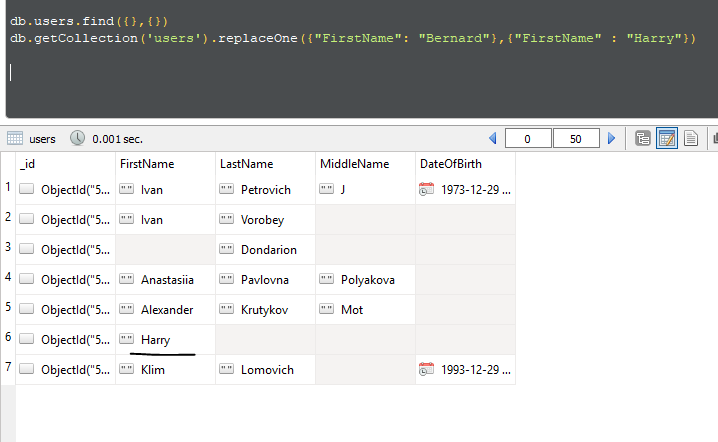 db.users.find({},{})
db.getCollection('users').replaceOne({"FirstName": "Bernard"},{"FirstName" : "Harry"})
users 0.001 sec. 0 50
_id FirstName LastName MiddleName DateOfBirth
1 ObjectId("5... "" Ivan "" Petrovich "" J 1973-12-29 ...
2 ObjectId("5... "" Ivan "" Vorobey
3 ObjectId("5... "" Dondarion
4 ObjectId("5... "" Anastasiia "" Pavlovna "" Polyakova
5 ObjectId("5... "" Alexander "" Krutykov "" Mot
6 ObjectId("5... "" Harry
7 ObjectId("5... "" Klim "" Lomovich 1993-12-29 ...